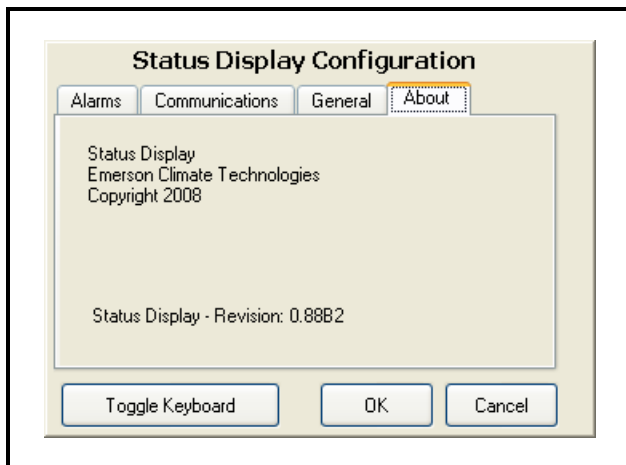 Status Display Configuration
Alarms Communications General About
Status Display
Emerson Climate Technologies
Copyright 2008
Status Display - Revision: 0.88B2
Toggle Keyboard OK Cancel